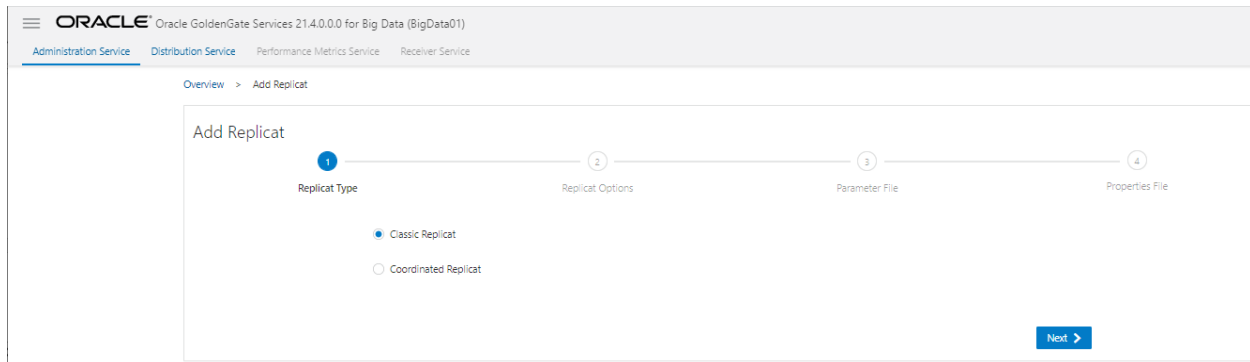 ORACLE® Oracle GoldenGate Services 21.4.0.0.0 for Big Data (BigData01)
Administration Service Distribution Service Performance Metrics Service Receiver Service
Overview > Add Replicat
Add Replicat
1 2 3 4
Replicat Type Replicat Options Parameter File Properties File
Classic Replicat
Coordinated Replicat
Next >